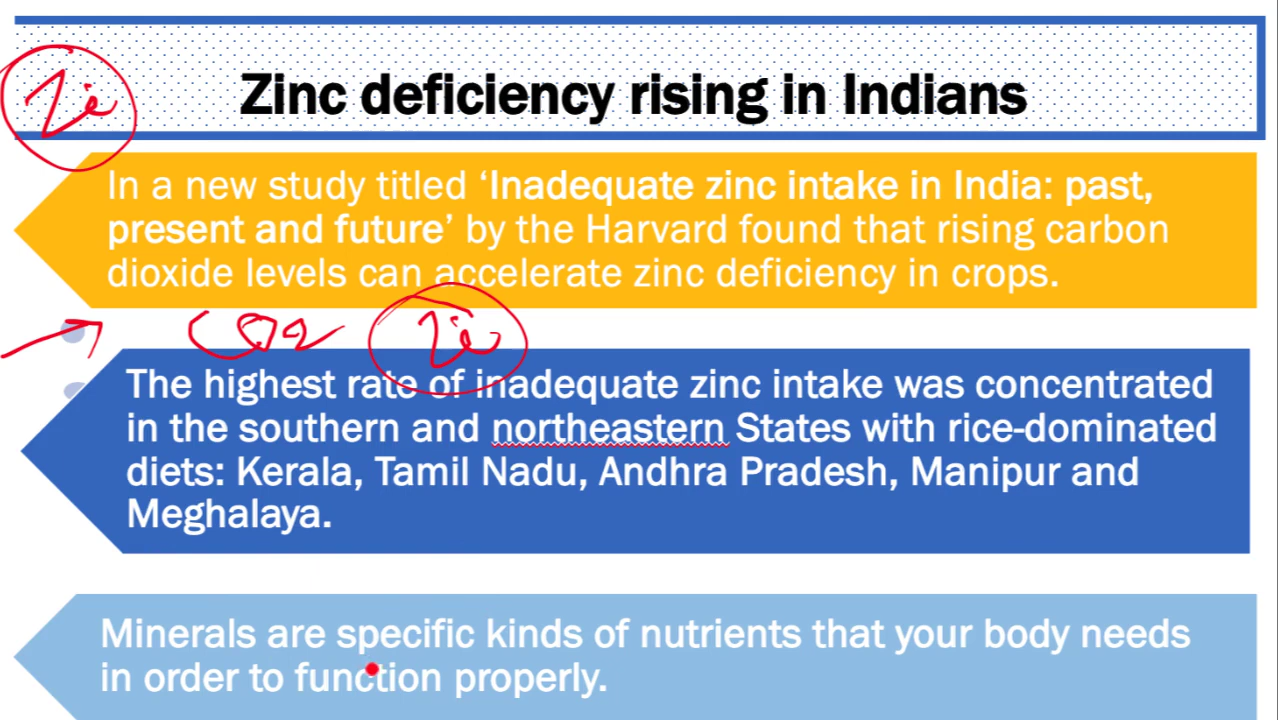 Zinc deficiency rising in Indians
In a new study titled ‘Inadequate zinc intake in India: past,
present and future’ by the Harvard found that rising carbon
dioxide levels can accelerate zinc deficiency in crops.
The highest rate of inadequate zinc intake was concentrated
in the southern and northeastern States with rice-dominated
diets: Kerala, Tamil Nadu, Andhra Pradesh, Manipur and
Meghalaya.
Minerals are specific kinds of nutrients that your body needs
in order to function properly.